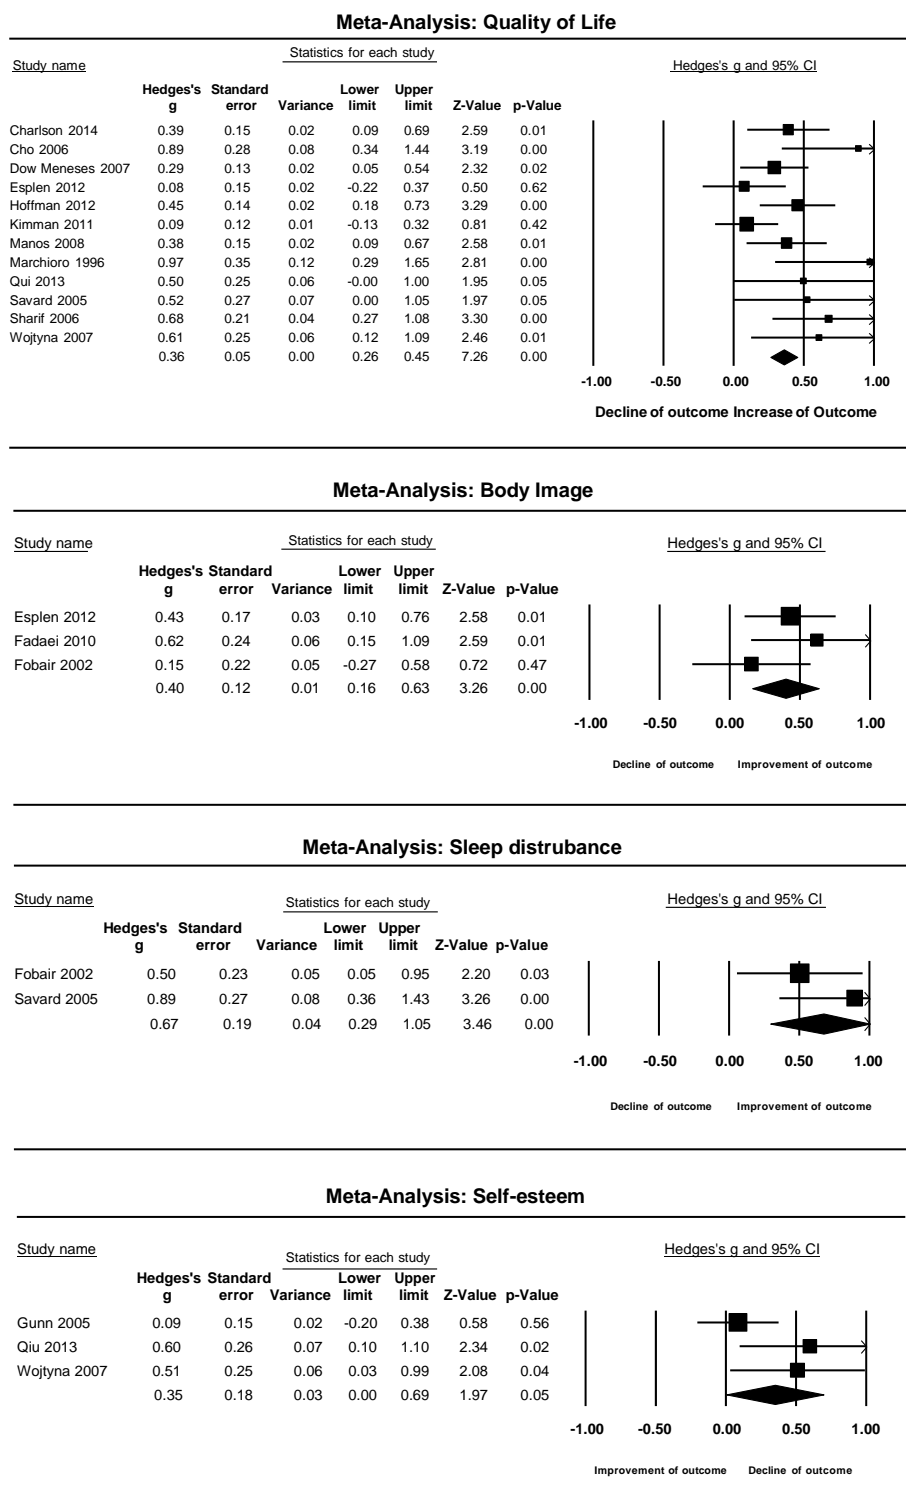 Meta-Analysis: Quality of Life
Statistics for each study
Study name
Hedges's g and 95% CI
Hedges's Standard Lower Upper
g error Variance limit limit Z-Value p-Value
Charlson 2014 0.39 0.15 0.02 0.09 0.69 2.59 0.01
Cho 2006 0.89 0.28 0.08 0.34 1.44 3.19 0.00
Dow Meneses 2007 0.29 0.13 0.02 0.05 0.54 2.32 0.02
Esplen 2012 0.08 0.15 0.02 -0.22 0.37 0.50 0.62
Hoffman 2012 0.45 0.14 0.02 0.18 0.73 3.29 0.00
Kimman 2011 0.09 0.12 0.01 -0.13 0.32 0.81 0.42
Manos 2008 0.38 0.15 0.02 0.09 0.67 2.58 0.01
Marchioro 1996 0.97 0.35 0.12 0.29 1.65 2.81 0.00
Qui 2013 0.50 0.25 0.06 -0.00 1.00 1.95 0.05
Savard 2005 0.52 0.27 0.07 0.00 1.05 1.97 0.05
Sharif 2006 0.68 0.21 0.04 0.27 1.08 3.30 0.00
Wojtyna 2007 0.61 0.25 0.06 0.12 1.09 2.46 0.01
0.36 0.05 0.00 0.26 0.45 7.26 0.00
-1.00 -0.50 0.00 0.50 1.00
Decline of outcome Increase of Outcome
Meta-Analysis: Body Image
Study name Statistics for each study Hedges's g and 95% CI
Hedges's Standard Lower Upper
g error Variance limit limit Z-Value p-Value
Esplen 2012 0.43 0.17 0.03 0.10 0.76 2.58 0.01
Fadaei 2010 0.62 0.24 0.06 0.15 1.09 2.59 0.01
Fobair 2002 0.15 0.22 0.05 -0.27 0.58 0.72 0.47
0.40 0.12 0.01 0.16 0.63 3.26 0.00
-1.00 -0.50 0.00 0.50 1.00
Decline of outcome Improvement of outcome
Meta-Analysis: Sleep distrubance
Study name Statistics for each study Hedges's g and 95% CI
Hedges's Standard Lower Upper
g error Variance limit limit Z-Value p-Value
Fobair 2002 0.50 0.23 0.05 0.05 0.95 2.20 0.03
Savard 2005 0.89 0.27 0.08 0.36 1.43 3.26 0.00
0.67 0.19 0.04 0.29 1.05 3.46 0.00
-1.00 -0.50 0.00 0.50 1.00
Decline of outcome Improvement of outcome
Meta-Analysis: Self-esteem
Study name Statistics for each study Hedges's g and 95% CI
Hedges's Standard Lower Upper
g error Variance limit limit Z-Value p-Value
Gunn 2005 0.09 0.15 0.02 -0.20 0.38 0.58 0.56
Qiu 2013 0.60 0.26 0.07 0.10 1.10 2.34 0.02
Wojtyna 2007 0.51 0.25 0.06 0.03 0.99 2.08 0.04
0.35 0.18 0.03 0.00 0.69 1.97 0.05
-1.00 -0.50 0.00 0.50 1.00
Improvement of outcome Decline of outcome